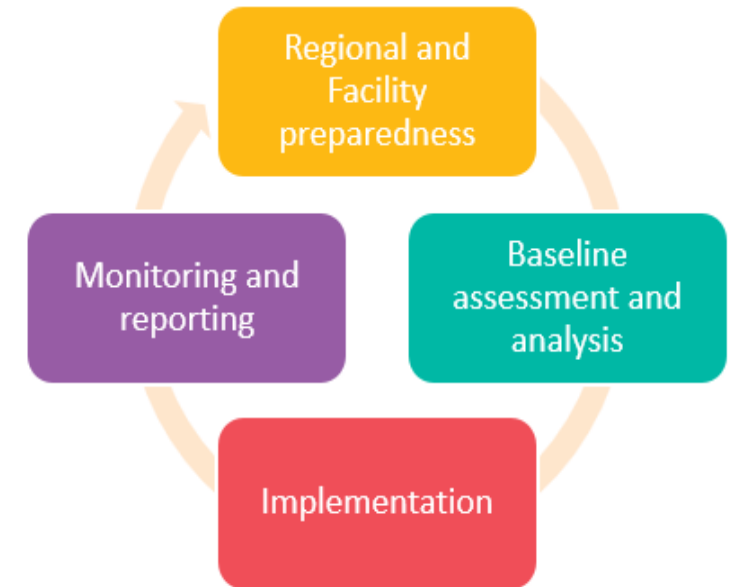 Regional and
Facility
preparedness
Baseline
assessment and
analysis
Implementation
Monitoring and
reporting